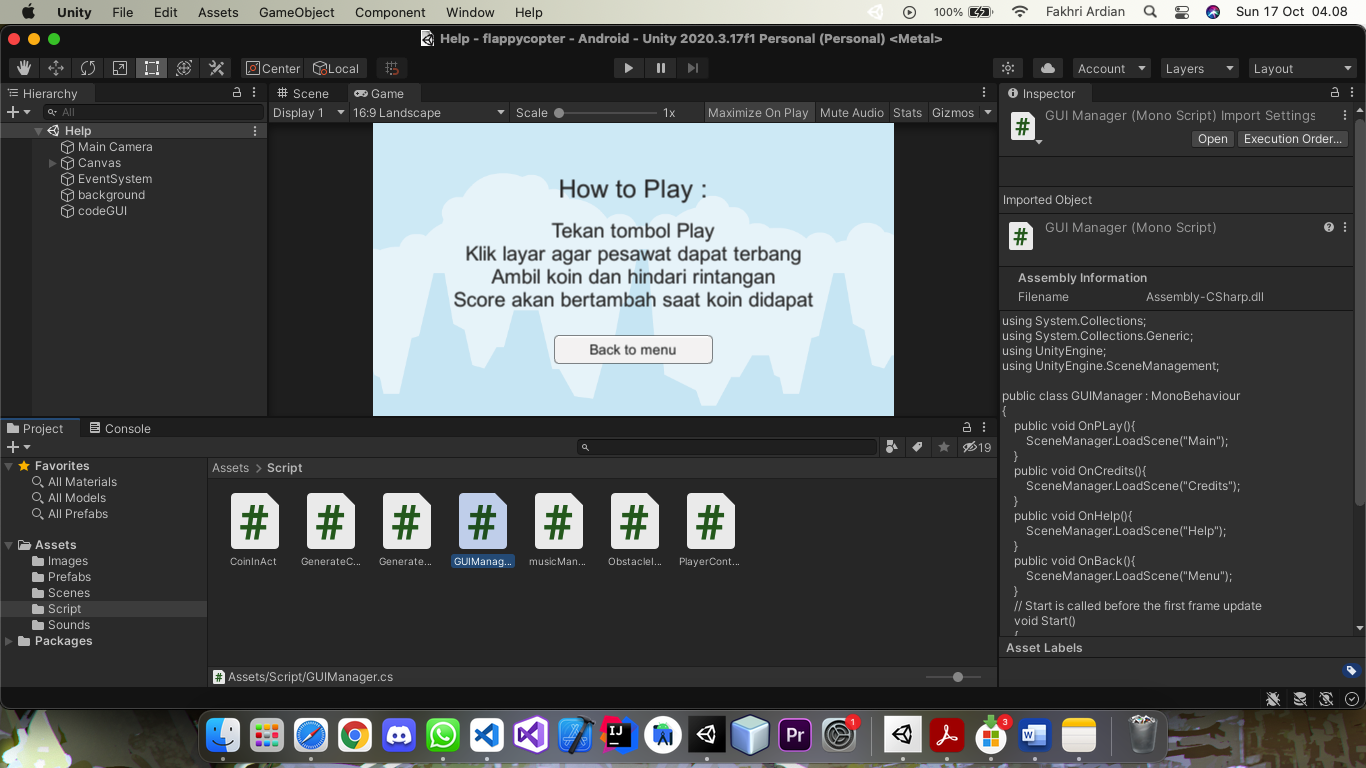 Unity File Edit Assets GameObject Component Window Help 100% Fakhri Ardian Sun 17 Oct 04.08
Help - flappycopter - Android - Unity 2020.3.17f1 Personal (Personal) <Metal>
Center Local Account Layers Layout
Hierarchy
All
Help
Main Camera
Canvas
EventSystem
background
codeGUI
Scene Game
Display 1 16:9 Landscape Scale 1x Maximize On Play Mute Audio Stats Gizmos
How to Play :
Tekan tombol Play
Klik layar agar pesawat dapat terbang
Ambil koin dan hindari rintangan
Score akan bertambah saat koin didapat
Back to menu
Inspector
GUI Manager (Mono Script) Import Settings
Open Execution Order...
Imported Object
GUI Manager (Mono Script)
Assembly Information
Filename Assembly-CSharp.dll
using System.Collections;
using System.Collections.Generic;
using UnityEngine;
using UnityEngine.SceneManagement;
public class GUIManager : MonoBehaviour
{
public void OnPLay(){
SceneManager.LoadScene("Main");
}
public void OnCredits(){
SceneManager.LoadScene("Credits");
}
public void OnHelp(){
SceneManager.LoadScene("Help");
}
public void OnBack(){
SceneManager.LoadScene("Menu");
}
// Start is called before the first frame update
void Start()
{
Asset Labels
Project Console
19
Favorites
All Materials
All Models
All Prefabs
Assets
Images
Prefabs
Scenes
Script
Sounds
Packages
Assets > Script
CoinInAct GenerateC... Generate... GUIManag... musicMan... ObstacleI... PlayerCont...
Assets/Script/GUIManager.cs
IJ Pr 1 3 W